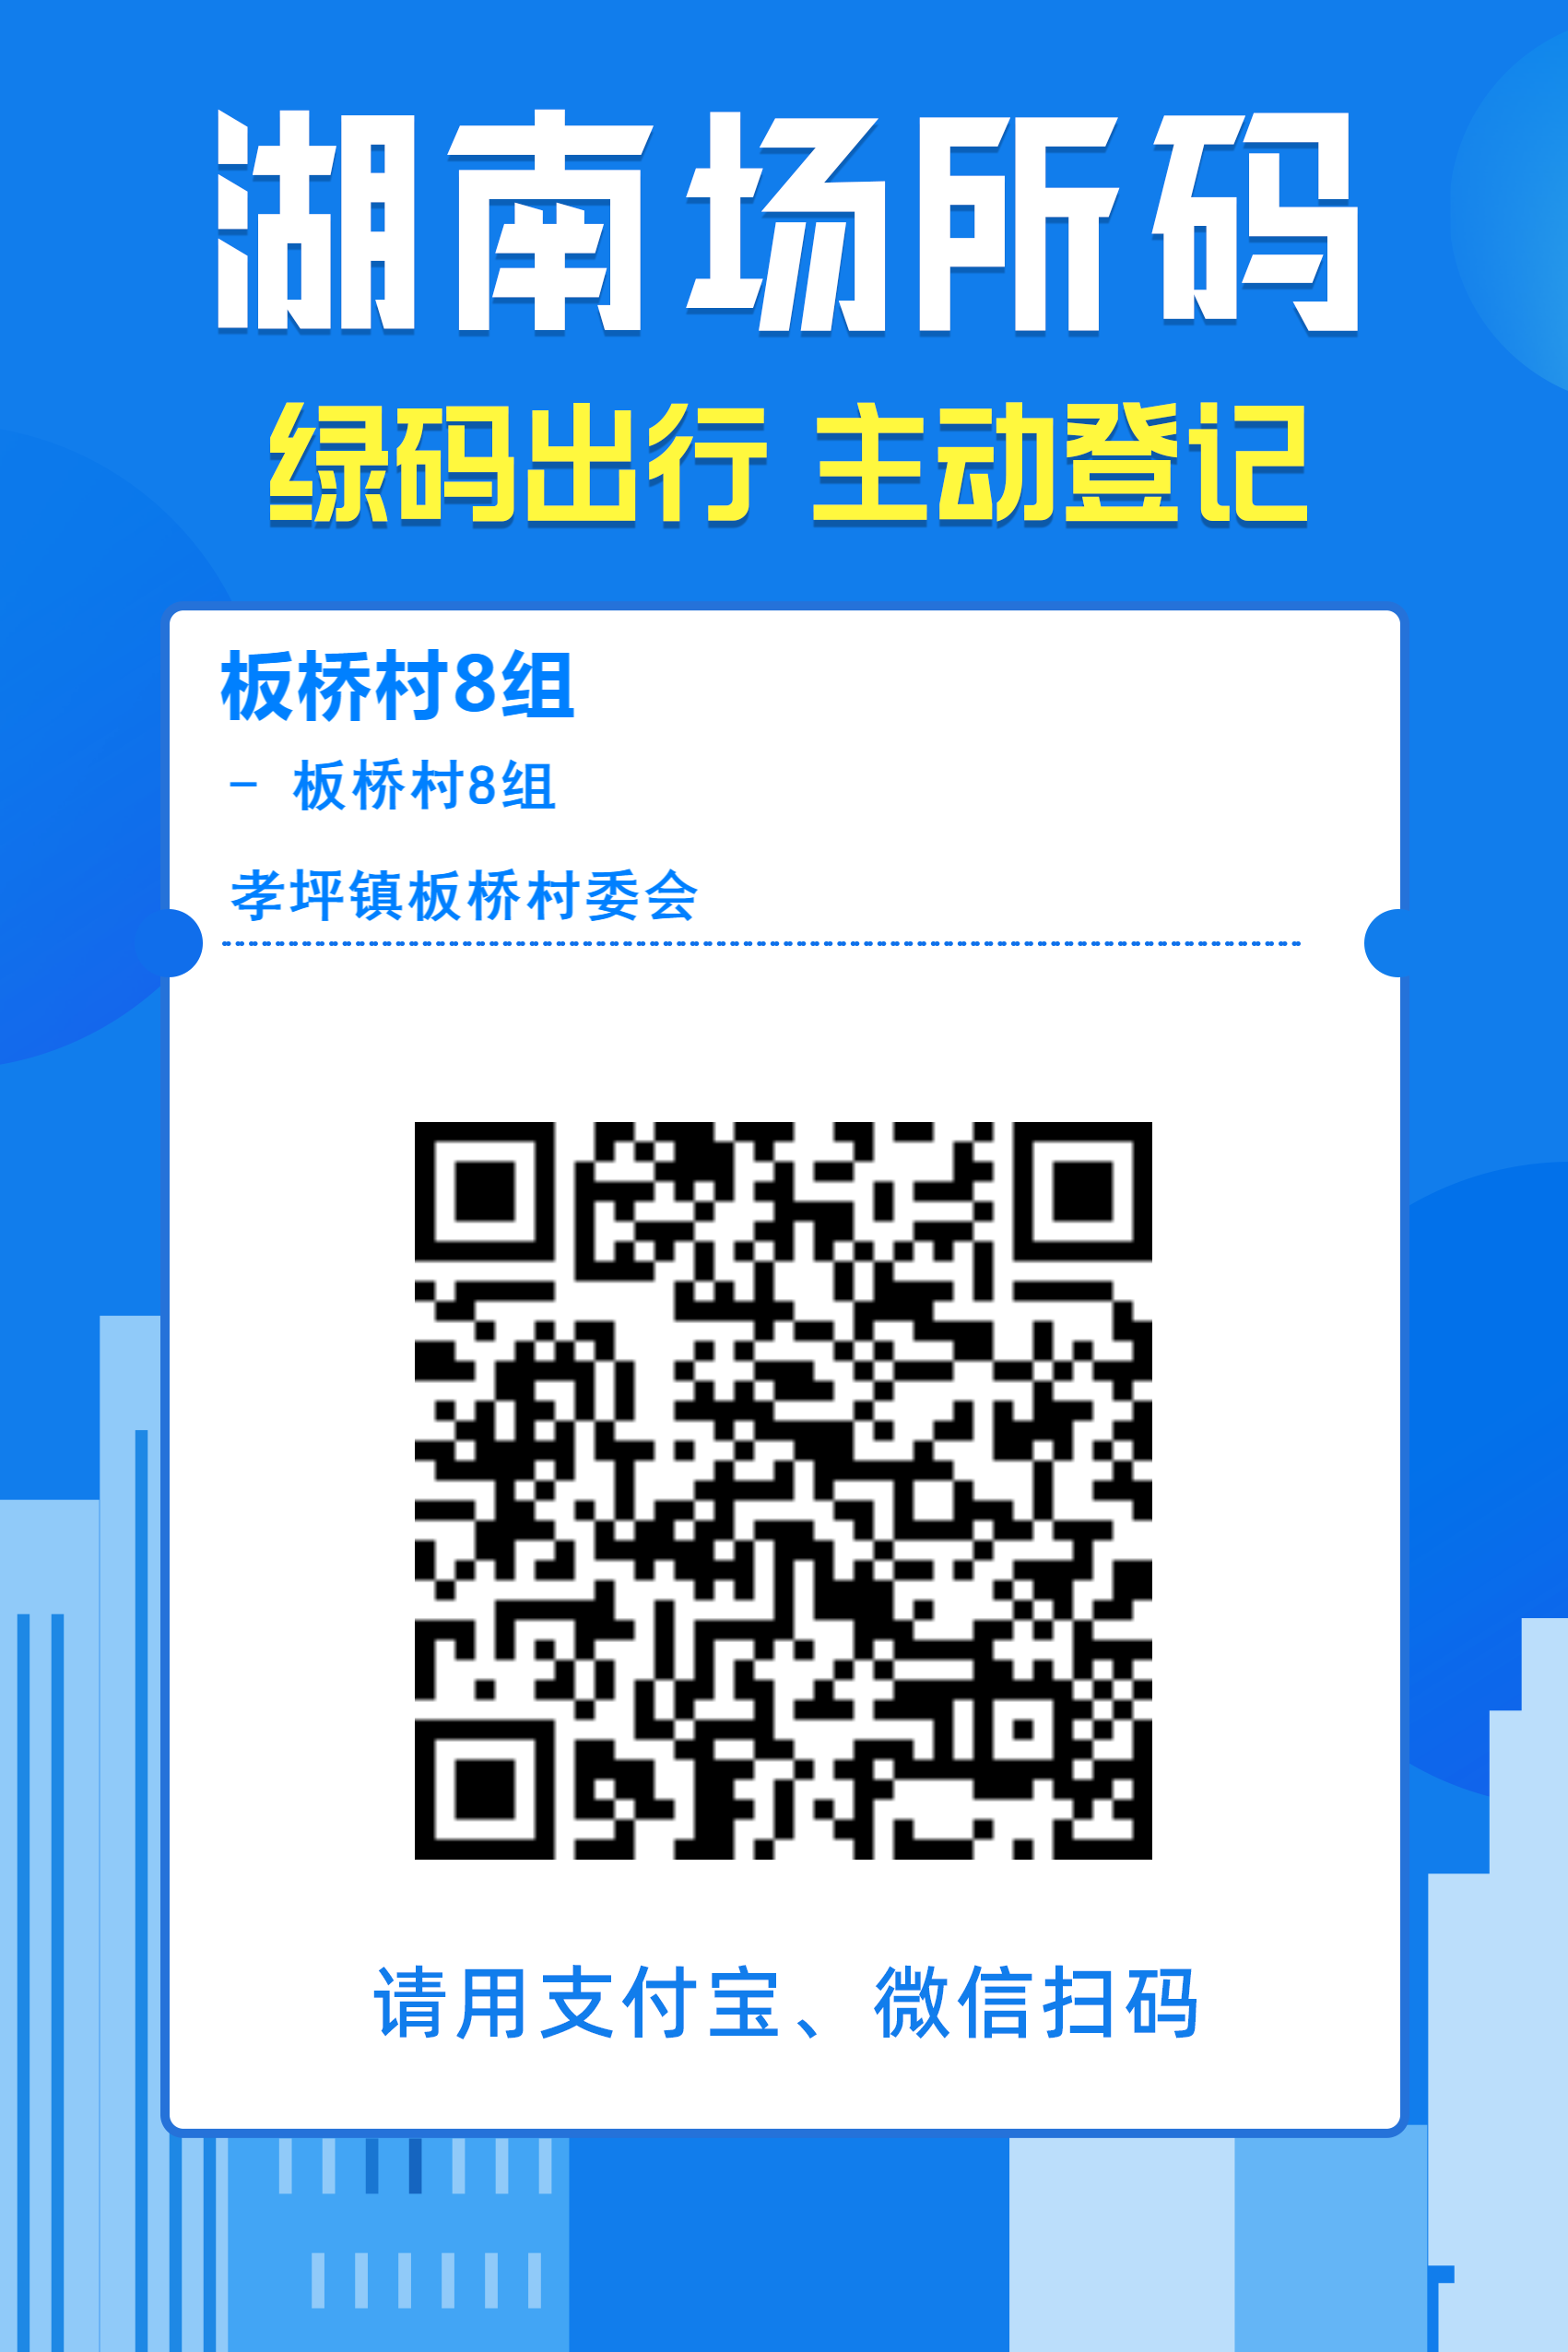 湖南场所码
绿码出行 主动登记
板桥村8组
– 板桥村8组
孝坪镇板桥村委会
请用支付宝、微信扫码